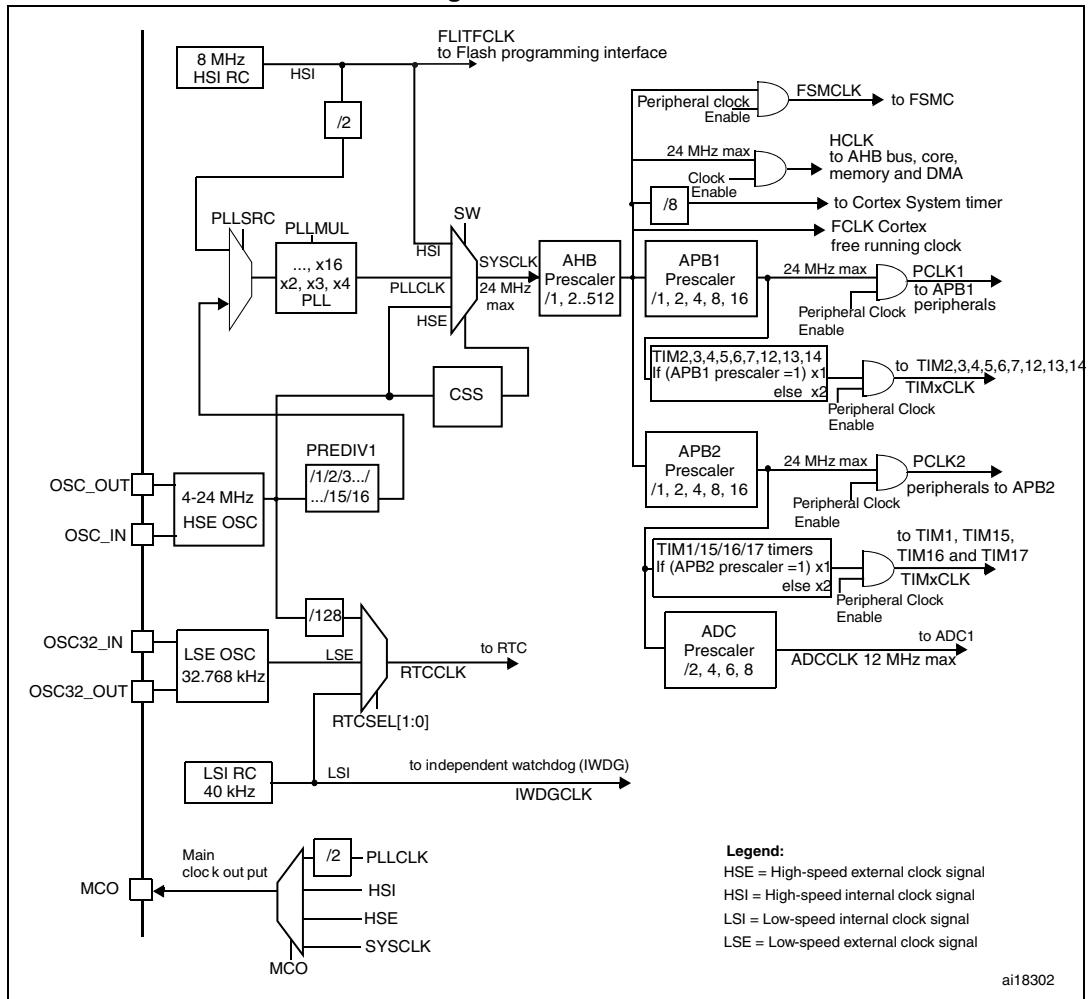 FLITFCLK
to Flash programming interface
8 MHz
HSI RC
HSI
/2
Peripheral clock
Enable
FSMCLK
to FSMC
24 MHz max
Clock
Enable
HCLK
to AHB bus, core,
memory and DMA
/8
to Cortex System timer
FCLK Cortex
free running clock
PLLSRC
PLLMUL
..., x16
x2, x3, x4
PLL
SW
HSI
PLLCLK
HSE
SYSCLK
24 MHz
max
AHB
Prescaler
/1, 2..512
APB1
Prescaler
/1, 2, 4, 8, 16
24 MHz max
PCLK1
to APB1
peripherals
Peripheral Clock
Enable
TIM2,3,4,5,6,7,12,13,14
If (APB1 prescaler =1) x1
else x2
to TIM2,3,4,5,6,7,12,13,14
TIMxCLK
Peripheral Clock
Enable
CSS
PREDIV1
/1/2/3.../
.../15/16
OSC_OUT
OSC_IN
4-24 MHz
HSE OSC
APB2
Prescaler
/1, 2, 4, 8, 16
24 MHz max
PCLK2
peripherals to APB2
Peripheral Clock
Enable
TIM1/15/16/17 timers
If (APB2 prescaler =1) x1
else x2
to TIM1, TIM15,
TIM16 and TIM17
TIMxCLK
Peripheral Clock
Enable
ADC
Prescaler
/2, 4, 6, 8
to ADC1
ADCCLK 12 MHz max
/128
OSC32_IN
OSC32_OUT
LSE OSC
32.768 kHz
LSE
to RTC
RTCCLK
RTCSEL[1:0]
LSI RC
40 kHz
LSI
to independent watchdog (IWDG)
IWDGCLK
MCO
Main
clock output
/2
PLLCLK
HSI
HSE
SYSCLK
MCO
Legend:
HSE = High-speed external clock signal
HSI = High-speed internal clock signal
LSI = Low-speed internal clock signal
LSE = Low-speed external clock signal
ai18302